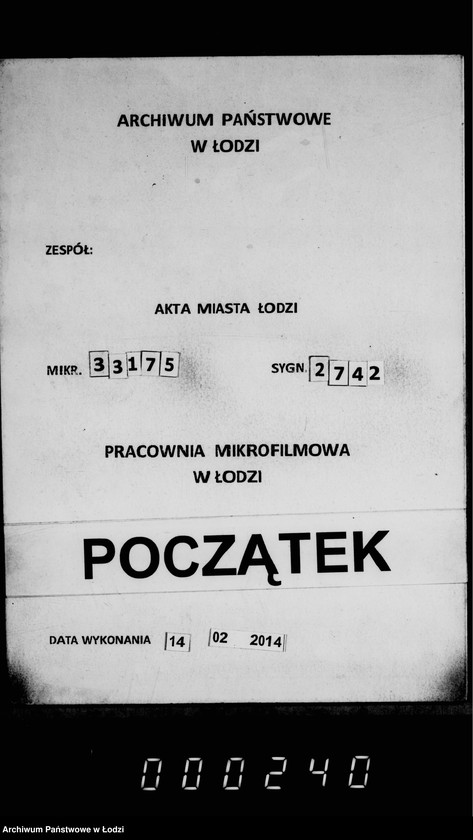 ARCHIWUM PAŃSTWOWE
W ŁODZI
ZESPÓŁ:
AKTA MIASTA ŁODZI
MIKR. 33175 SYGN. 2742
PRACOWNIA MIKROFILMOWA
W ŁODZI
POCZĄTEK
DATA WYKONANIA 14 02 2014
000240
Archiwum Państwowe w Łodzi